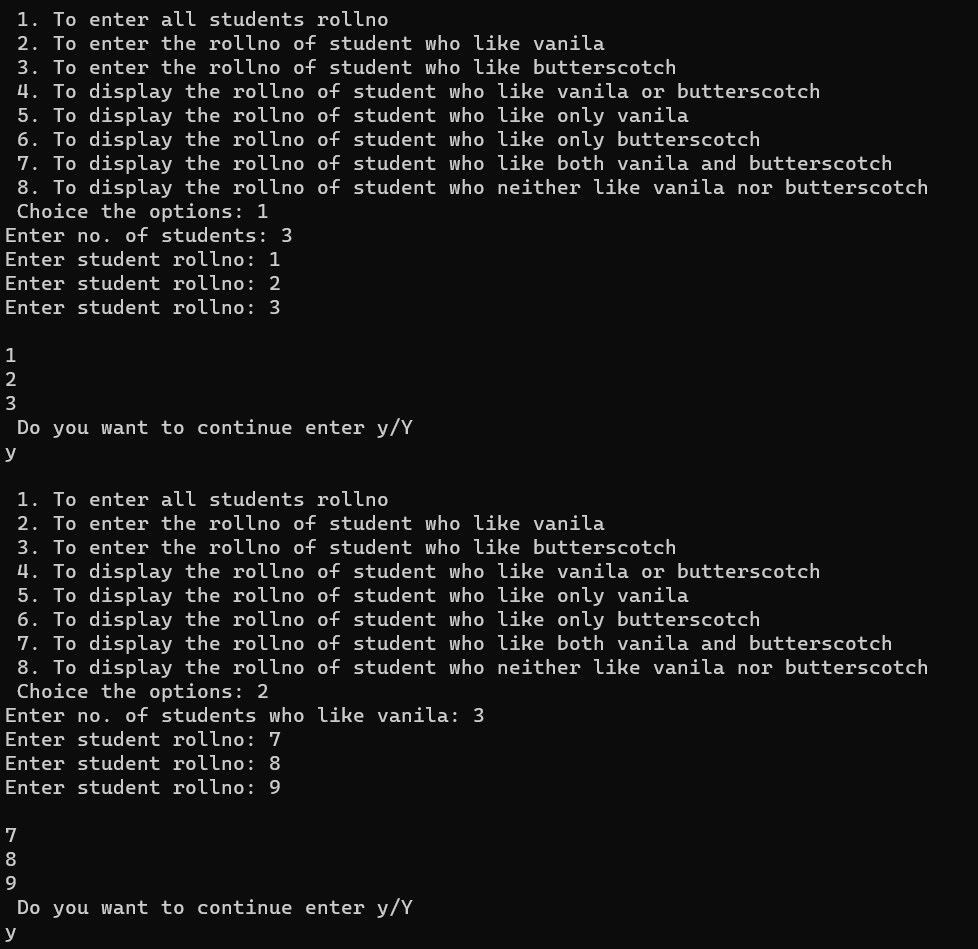 1. To enter all students rollno
2. To enter the rollno of student who like vanila
3. To enter the rollno of student who like butterscotch
4. To display the rollno of student who like vanila or butterscotch
5. To display the rollno of student who like only vanila
6. To display the rollno of student who like only butterscotch
7. To display the rollno of student who like both vanila and butterscotch
8. To display the rollno of student who neither like vanila nor butterscotch
Choice the options: 1
Enter no. of students: 3
Enter student rollno: 1
Enter student rollno: 2
Enter student rollno: 3
1
2
3
Do you want to continue enter y/Y
y
1. To enter all students rollno
2. To enter the rollno of student who like vanila
3. To enter the rollno of student who like butterscotch
4. To display the rollno of student who like vanila or butterscotch
5. To display the rollno of student who like only vanila
6. To display the rollno of student who like only butterscotch
7. To display the rollno of student who like both vanila and butterscotch
8. To display the rollno of student who neither like vanila nor butterscotch
Choice the options: 2
Enter no. of students who like vanila: 3
Enter student rollno: 7
Enter student rollno: 8
Enter student rollno: 9
7
8
9
Do you want to continue enter y/Y
y